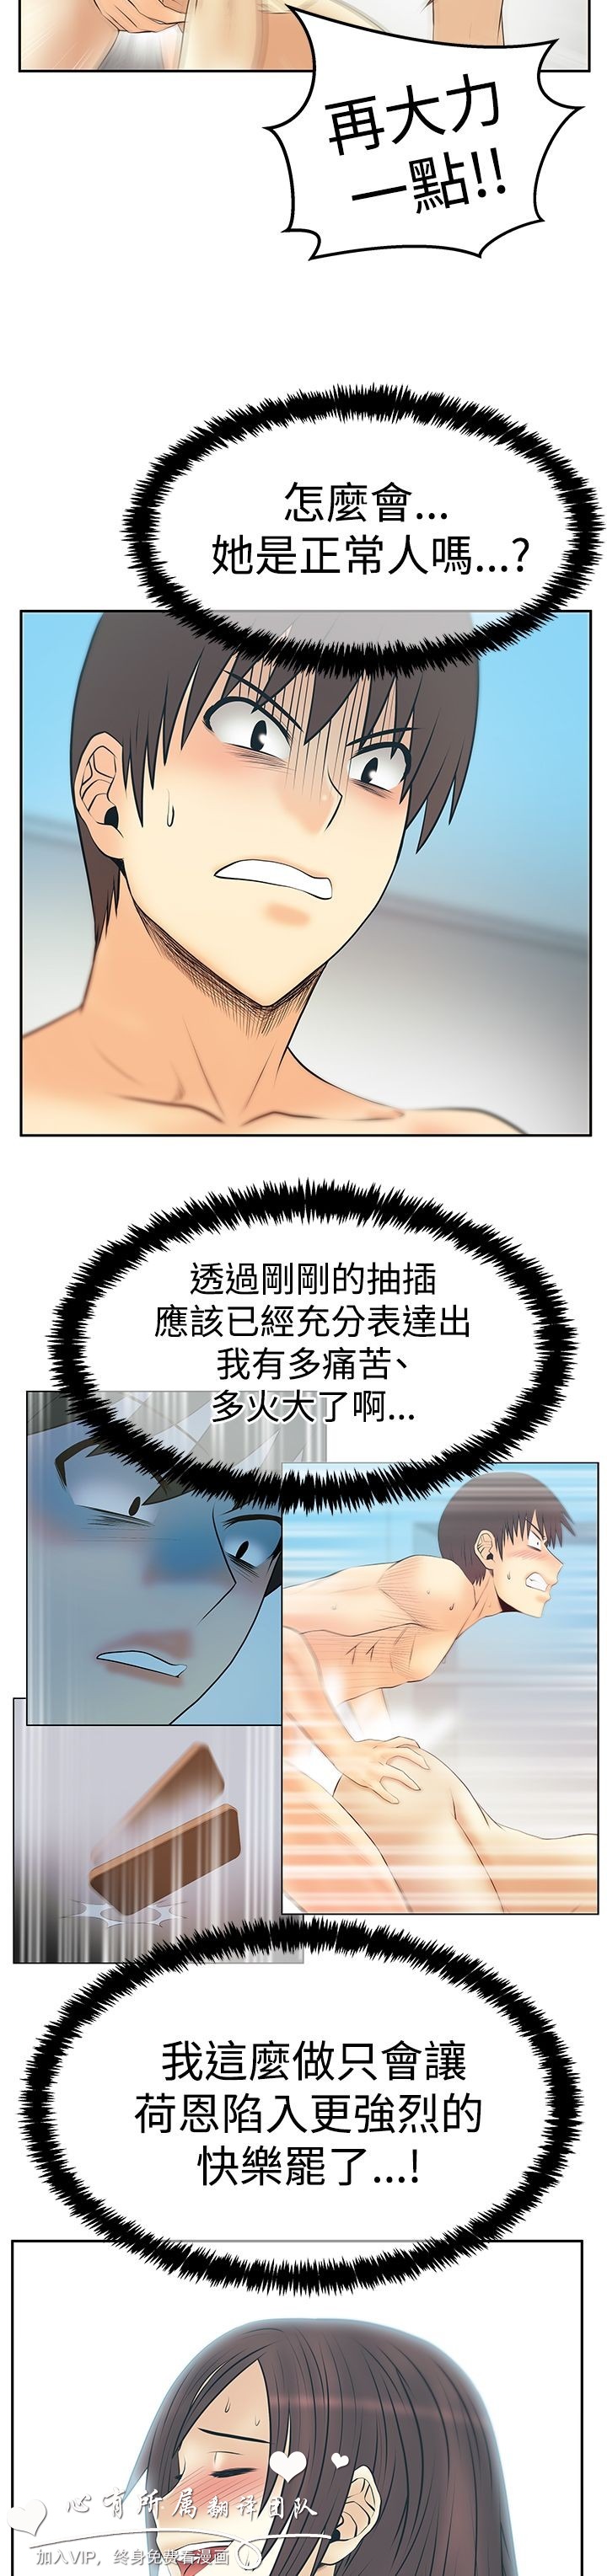 再大力
一點!!
怎麼會...
她是正常人嗎...?
透過剛剛的抽插
應該已經充分表達出
我有多痛苦、
多火大了啊...
我這麼做只會讓
荷恩陷入更強烈的
快樂罷了...!
心有所属翻译团队
加入VIP，终身免费看漫画